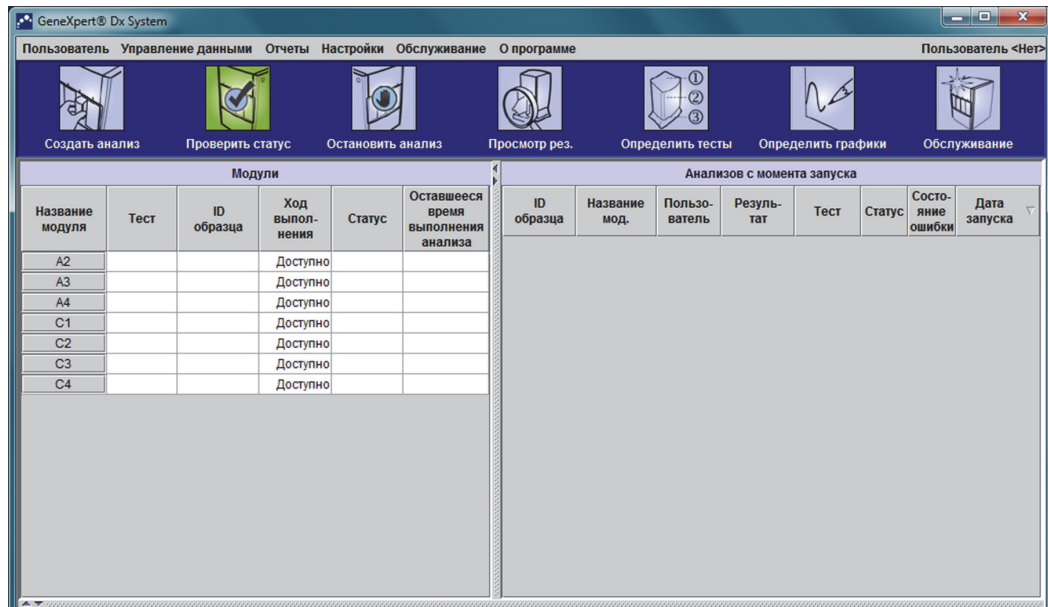 GeneXpert® Dx System
Пользователь Управление данными Отчеты Настройки Обслуживание О программе Пользователь <Нет>
① ② ③
Создать анализ Проверить статус Остановить анализ Просмотр рез. Определить тесты Определить графики Обслуживание
Модули
Название модуля Тест ID образца Ход выпол- нения Статус Оставшееся время выполнения анализа
A2 Доступно
A3 Доступно
A4 Доступно
C1 Доступно
C2 Доступно
C3 Доступно
C4 Доступно
Анализов с момента запуска
ID образца Название мод. Пользо- ватель Резуль- тат Тест Статус Состо- яние ошибки Дата запуска